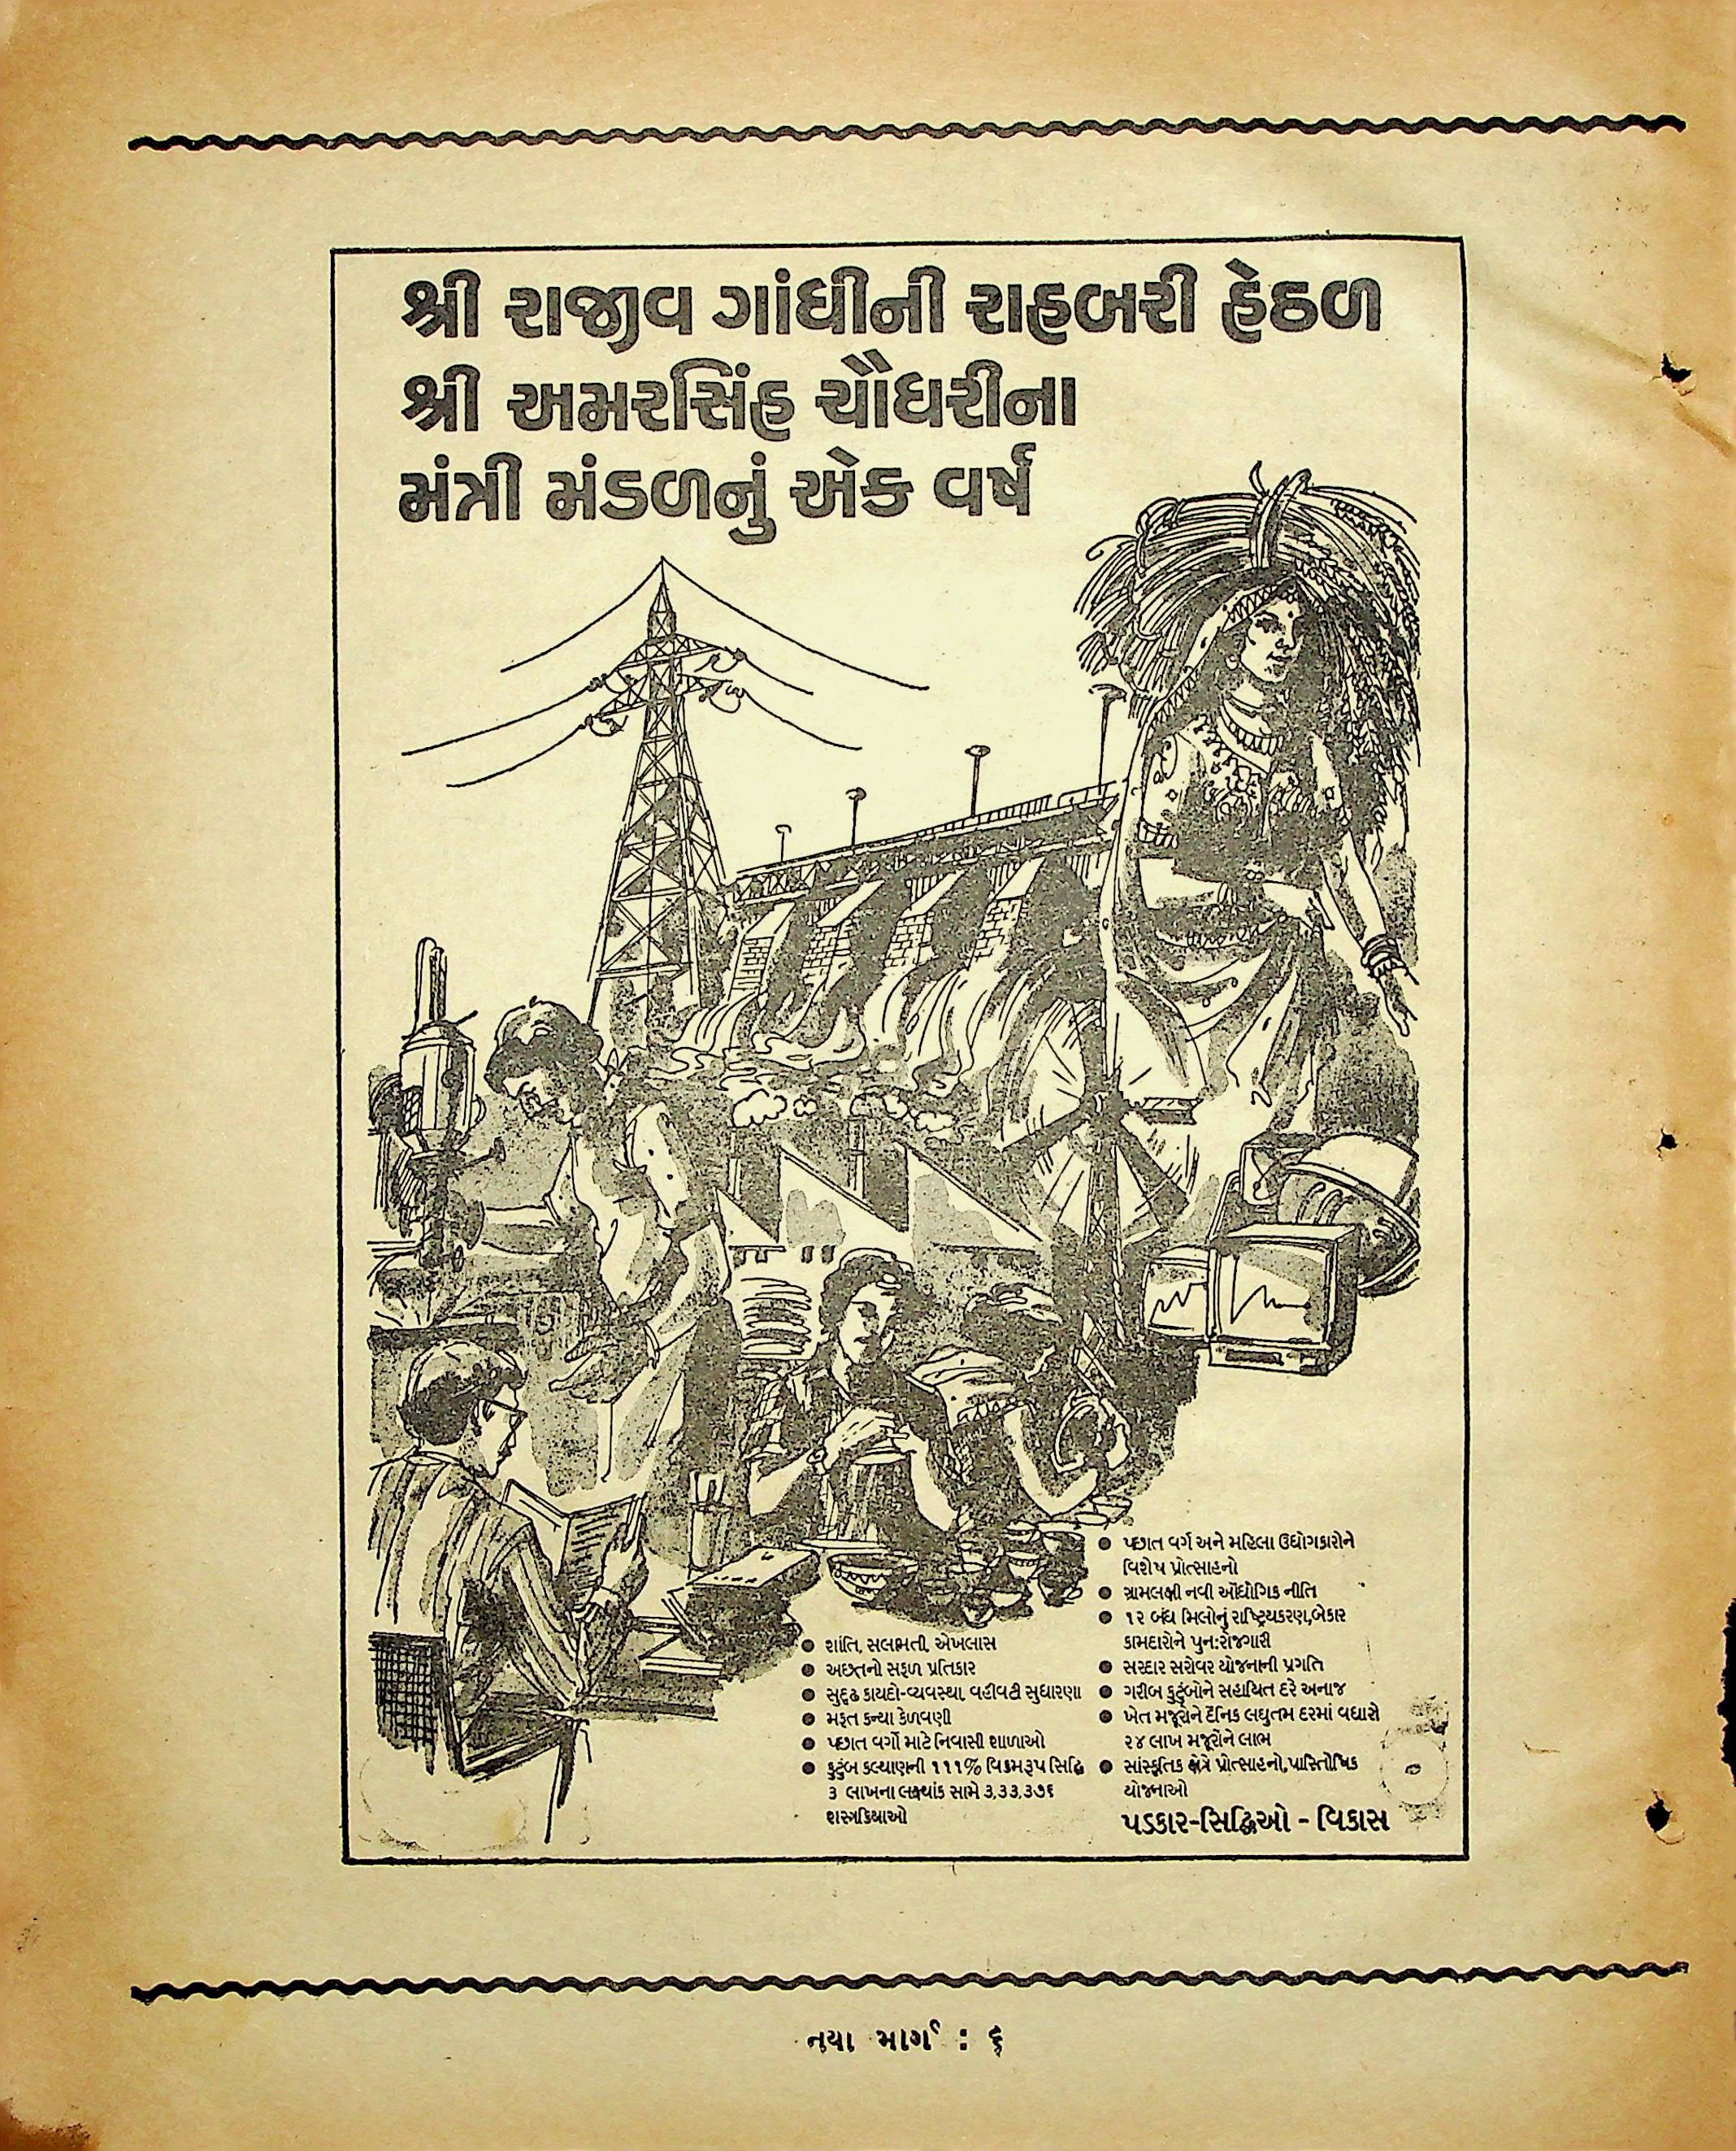 શ્રી રાજીવ ગાંધીની રાહબરી હેઠળ
શ્રી અમરસિંહ ચૌધરીના
મંત્રી મંડળનું એક વર્ષ
● શાંતિ, સલામતી, એખલાસ
● અછતનો સફળ પ્રતિકાર
● સુદૃઢ કાયદો-વ્યવસ્થા, વહીવટી સુધારણા
● મફત કન્યા કેળવણી
● પછાત વર્ગો માટે નિવાસી શાળાઓ
● કુટુંબ કલ્યાણની ૧૧૧% વિક્રમરૂપ સિદ્ધિ
૩ લાખના લક્ષ્યાંક સામે ૩,૩૩,૩૭૬
શસ્ત્રક્રિયાઓ
● પછાત વર્ગ અને મહિલા ઉદ્યોગકારોને
વિશેષ પ્રોત્સાહનો
● ગ્રામલક્ષી નવી ઔદ્યોગિક નીતિ
● ૧૨ બંધ મિલોનું રાષ્ટ્રિયકરણ,બેકાર
કામદારોને પુન:રોજગારી
● સરદાર સરોવર યોજનાની પ્રગતિ
● ગરીબ કુટુંબોને સહાયિત દરે અનાજ
● ખેત મજૂરોને દૈનિક લઘુતમ દરમાં વધારો
૨૪ લાખ મજૂરોને લાભ
● સાંસ્કૃતિક ક્ષેત્રે પ્રોત્સાહનો,પારિતોષિક
યોજનાઓ
પડકાર-સિદ્ધિઓ - વિકાસ
નયા માર્ગ : ૬